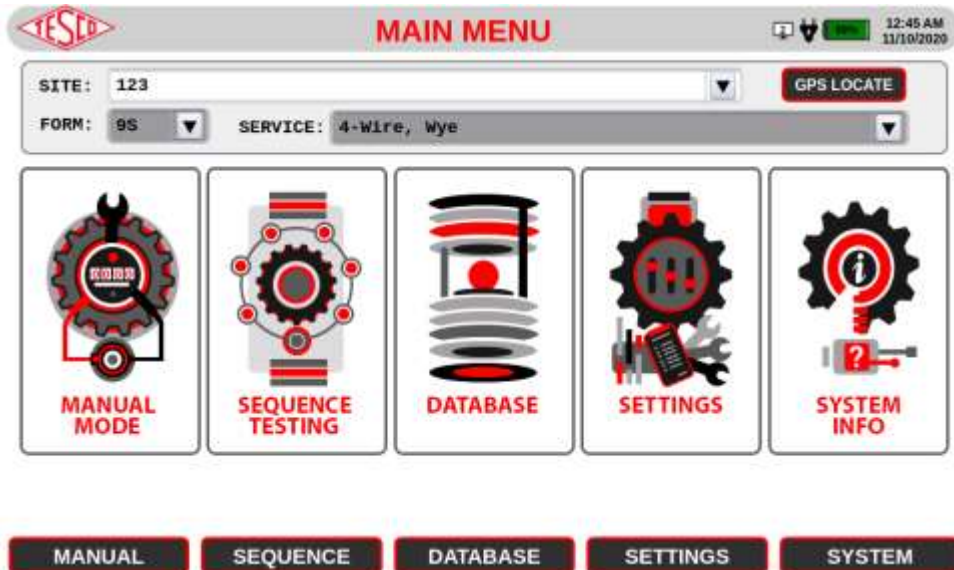 TESCO
MAIN MENU
12:45 AM
11/10/2020
SITE: 123
GPS LOCATE
FORM: 9S SERVICE: 4-Wire, Wye
MANUAL
MODE
SEQUENCE
TESTING
DATABASE
SETTINGS
SYSTEM
INFO
MANUAL SEQUENCE DATABASE SETTINGS SYSTEM